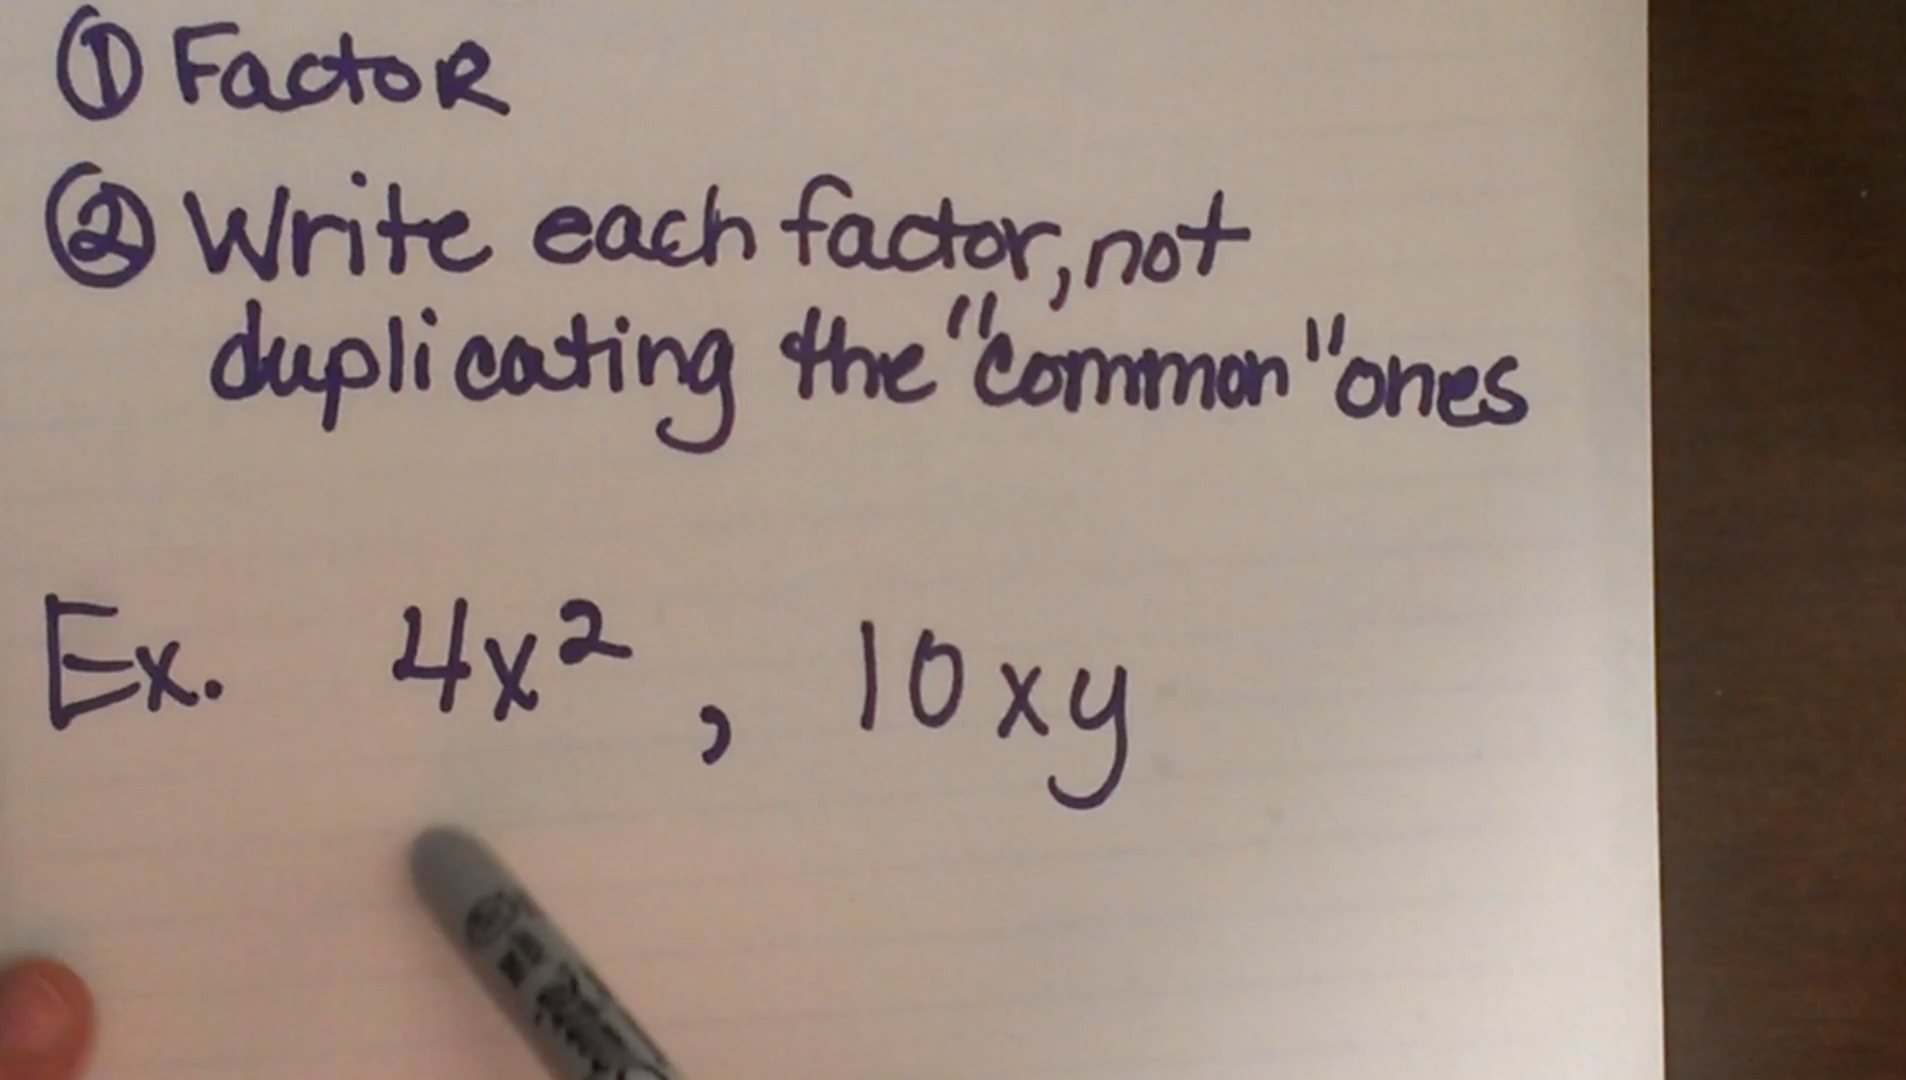 ① Factor
② Write each factor, not
duplicating the "common" ones
Ex. 4x², 10xy